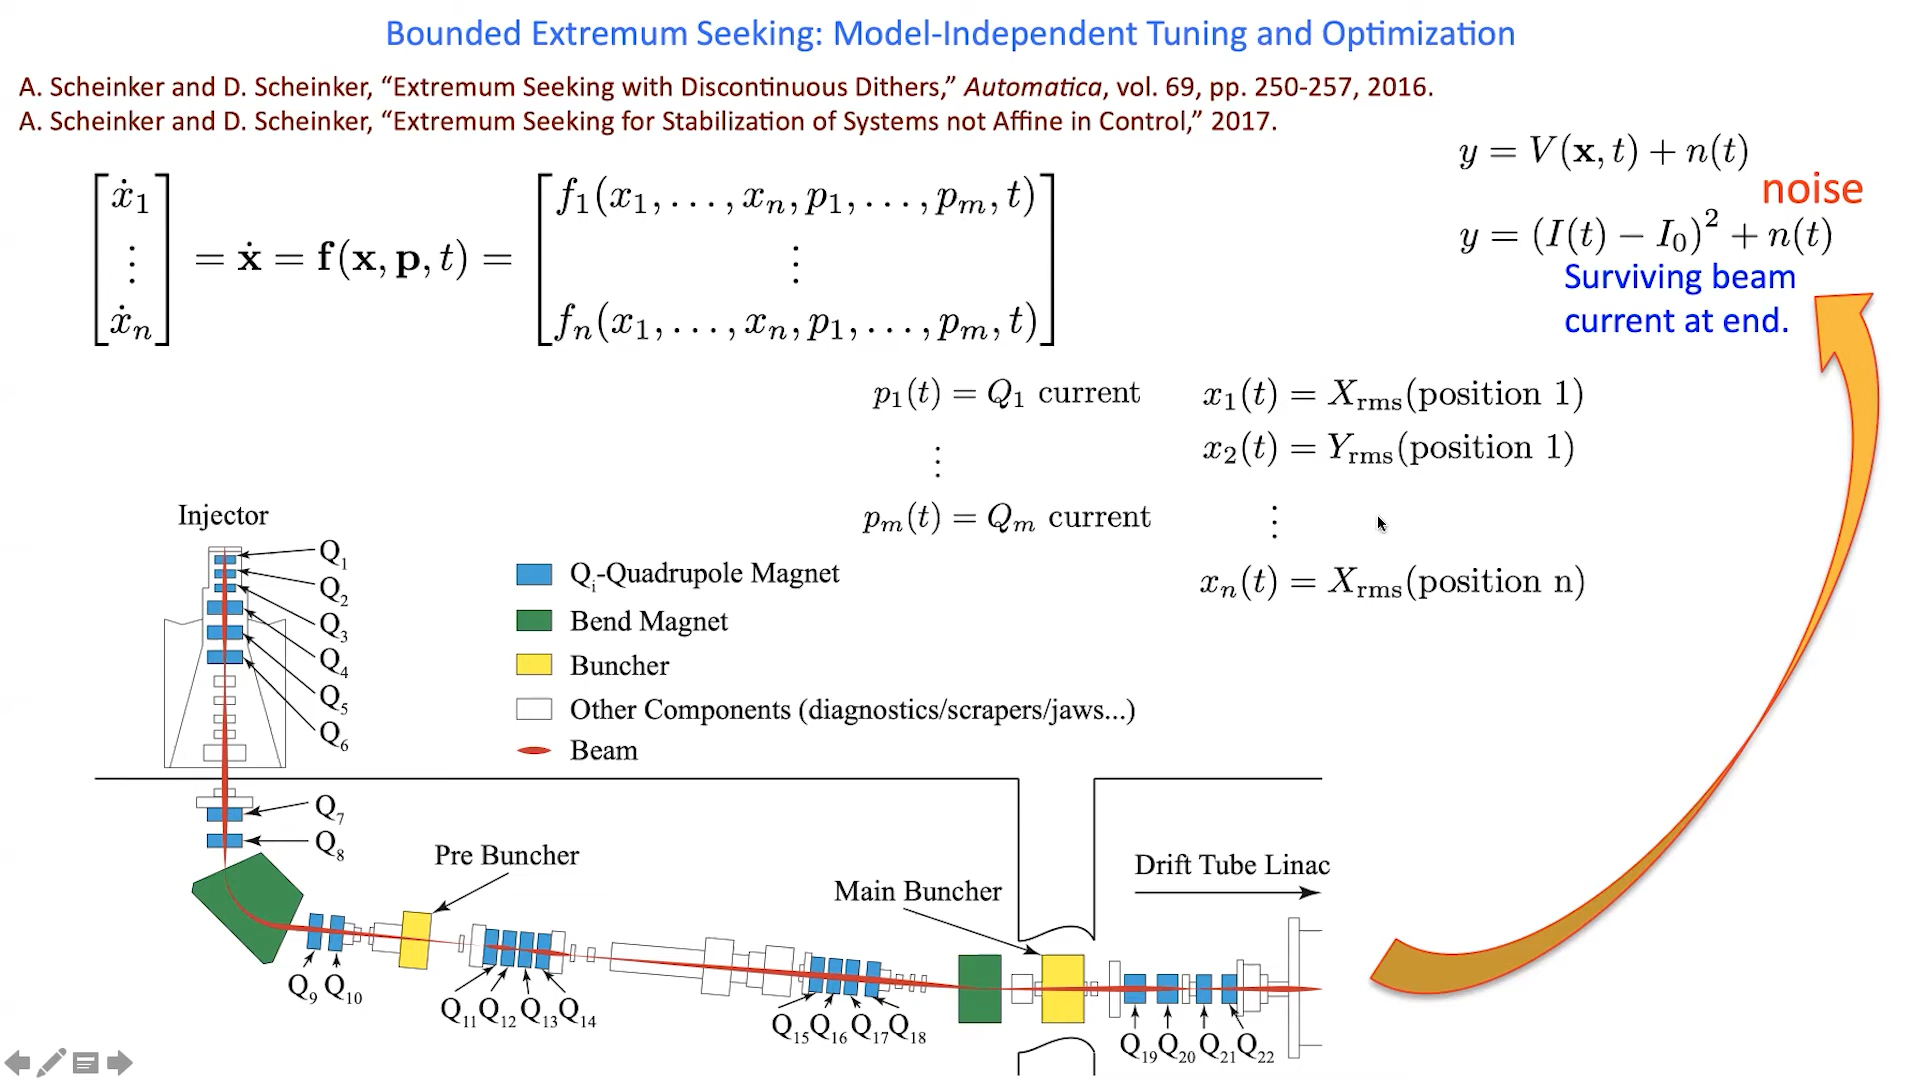 Bounded Extremum Seeking: Model-Independent Tuning and Optimization
A. Scheinker and D. Scheinker, “Extremum Seeking with Discontinuous Dithers,” Automatica, vol. 69, pp. 250-257, 2016.
A. Scheinker and D. Scheinker, “Extremum Seeking for Stabilization of Systems not Affine in Control,” 2017.
y = V(x, t) + n(t)
noise
y = (I(t) − I₀)² + n(t)
Surviving beam
current at end.
[ẋ₁ ⋮ ẋₙ] = ẋ = f(x, p, t) = [f₁(x₁, . . . , xₙ, p₁, . . . , pₘ, t) ⋮ fₙ(x₁, . . . , xₙ, p₁, . . . , pₘ, t)]
p₁(t) = Q₁ current
⋮
pₘ(t) = Qₘ current
x₁(t) = Xrms(position 1)
x₂(t) = Yrms(position 1)
⋮
xₙ(t) = Xrms(position n)
Injector
Q₁
Q₂
Q₃
Q₄
Q₅
Q₆
Qᵢ-Quadrupole Magnet
Bend Magnet
Buncher
Other Components (diagnostics/scrapers/jaws...)
Beam
Q₇
Q₈
Pre Buncher
Main Buncher
Drift Tube Linac
Q₉ Q₁₀
Q₁₁ Q₁₂ Q₁₃ Q₁₄
Q₁₅ Q₁₆ Q₁₇ Q₁₈
Q₁₉ Q₂₀ Q₂₁ Q₂₂